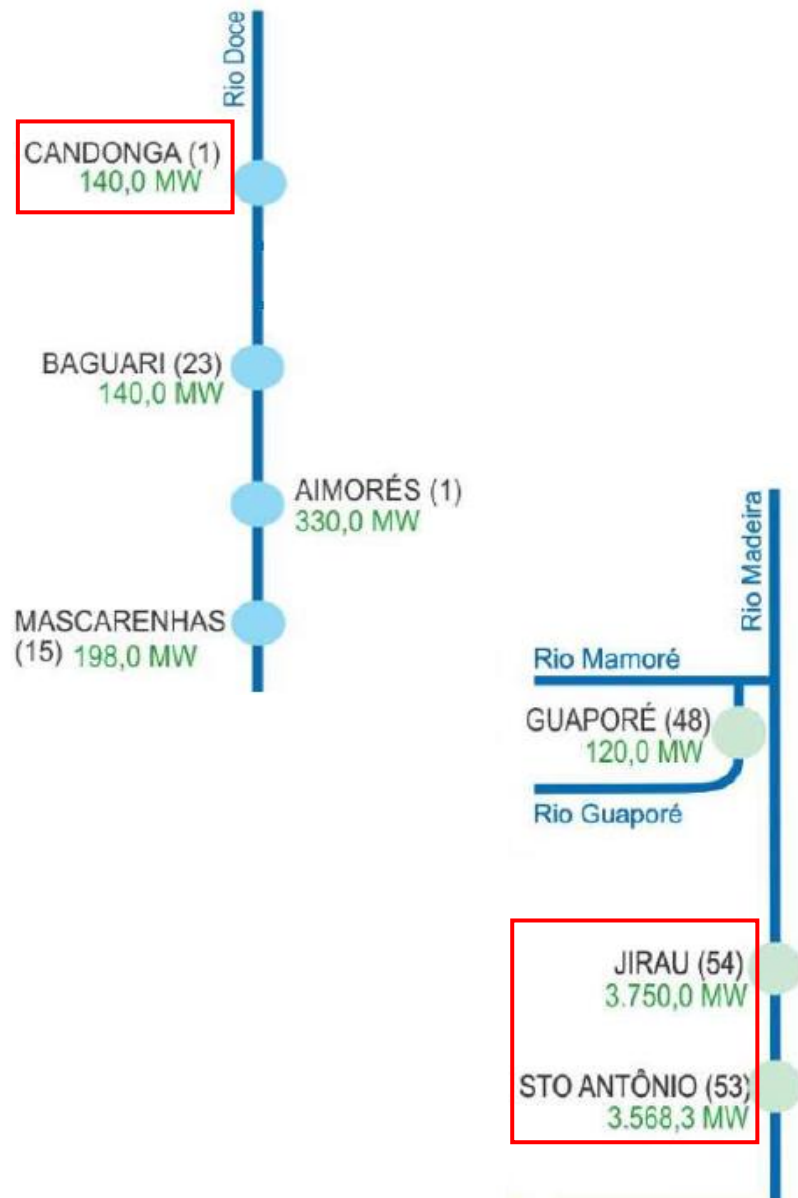 Rio Doce
CANDONGA (1)
140,0 MW
BAGUARI (23)
140,0 MW
AIMORÉS (1)
330,0 MW
MASCARENHAS
(15) 198,0 MW
Rio Madeira
Rio Mamoré
GUAPORÉ (48)
120,0 MW
Rio Guaporé
JIRAU (54)
3.750,0 MW
STO ANTÔNIO (53)
3.568,3 MW